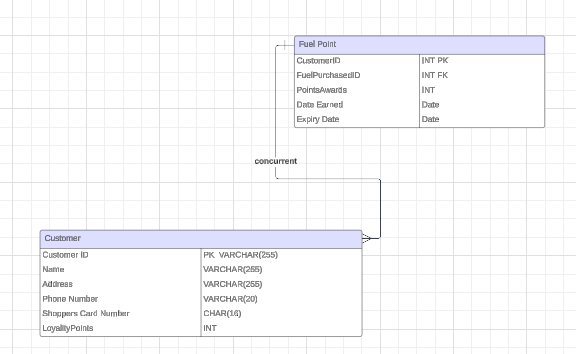 Fuel Point
CustomerID INT PK
FuelPurchasedID INT FK
PointsAwards INT
Date Earned Date
Expiry Date Date
concurrent
Customer
Customer ID PK VARCHAR(255)
Name VARCHAR(255)
Address VARCHAR(255)
Phone Number VARCHAR(20)
Shoppers Card Number CHAR(16)
LoyalityPoints INT